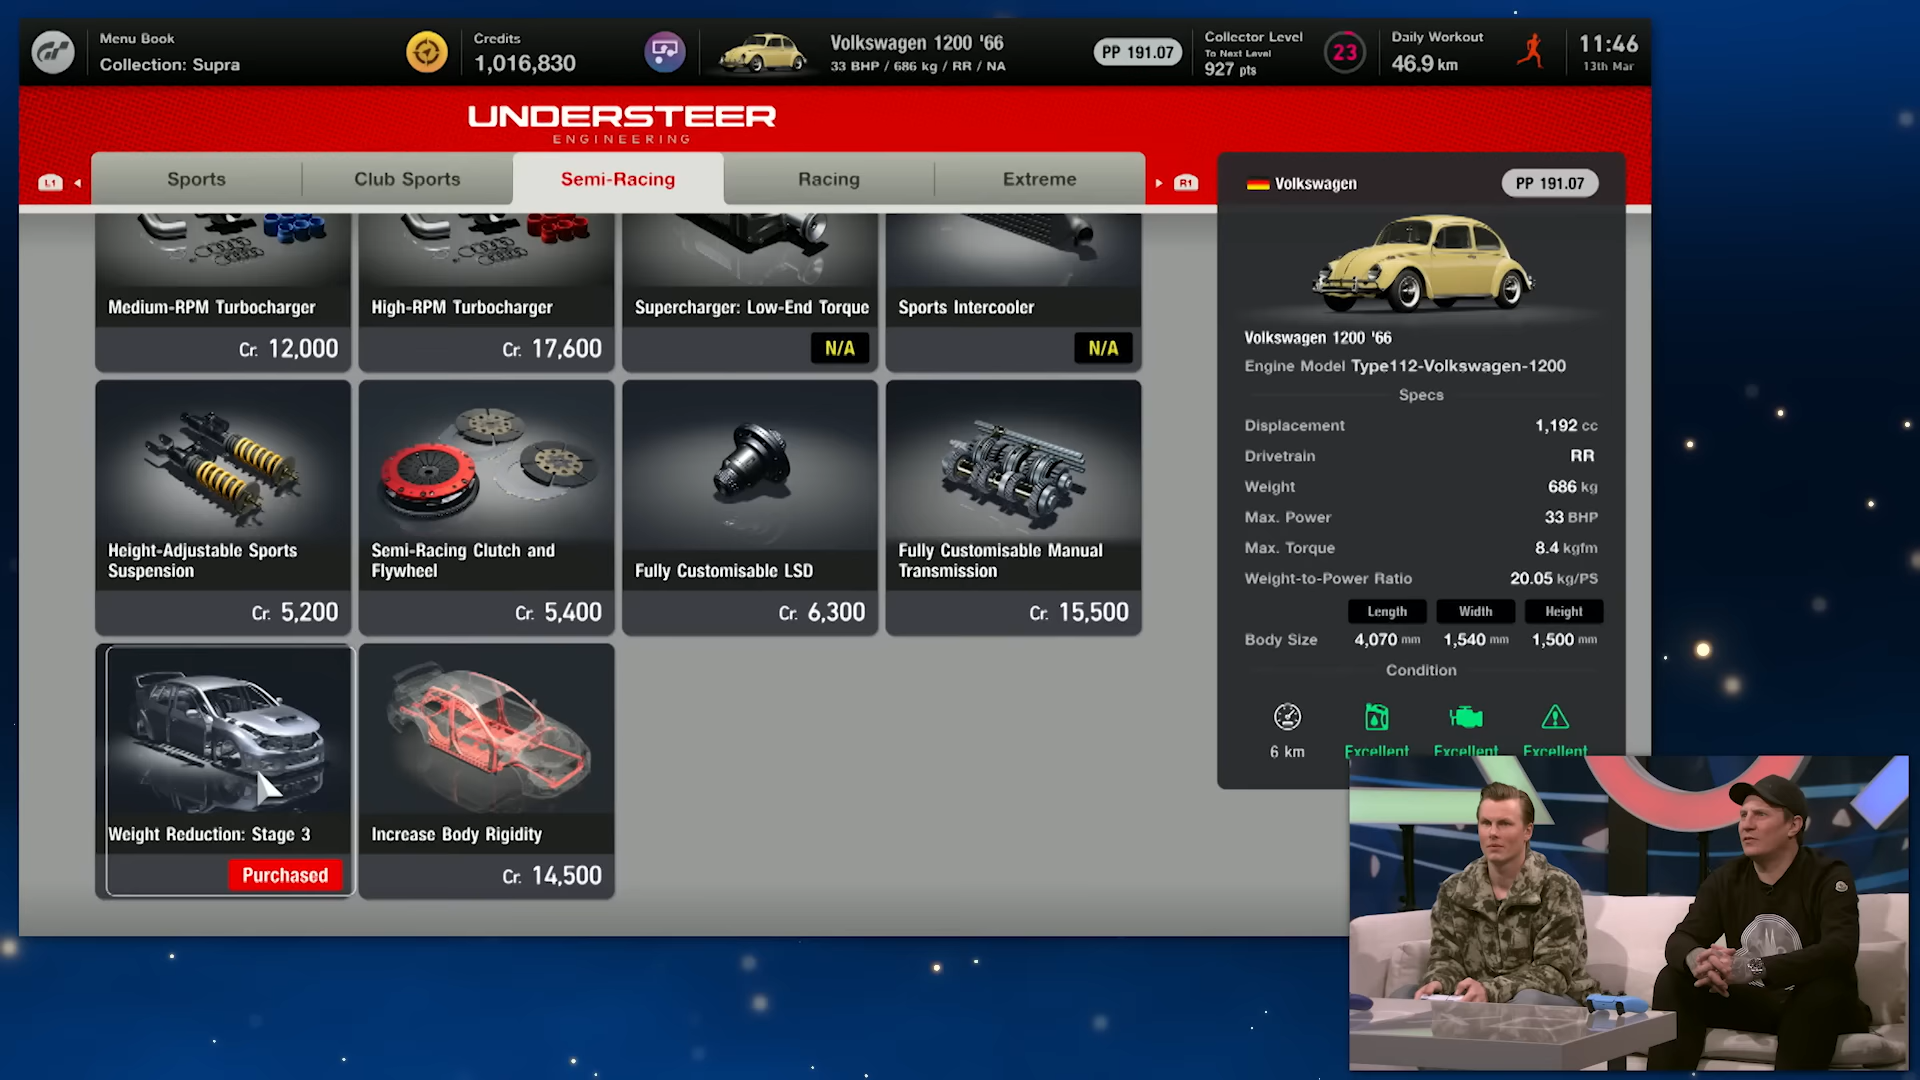 Menu Book
Collection: Supra
Credits
1,016,830
Volkswagen 1200 '66
33 BHP / 686 kg / RR / NA
PP 191.07
Collector Level
To Next Level
927 pts
23
Daily Workout
46.9 km
11:46
13th Mar
UNDERSTEER
ENGINEERING
L1
Sports
Club Sports
Semi-Racing
Racing
Extreme
R1
Medium-RPM Turbocharger
Cr. 12,000
High-RPM Turbocharger
Cr. 17,600
Supercharger: Low-End Torque
N/A
Sports Intercooler
N/A
Height-Adjustable Sports
Suspension
Cr. 5,200
Semi-Racing Clutch and
Flywheel
Cr. 5,400
Fully Customisable LSD
Cr. 6,300
Fully Customisable Manual
Transmission
Cr. 15,500
Weight Reduction: Stage 3
Purchased
Increase Body Rigidity
Cr. 14,500
Volkswagen
PP 191.07
Volkswagen 1200 '66
Engine Model Type112-Volkswagen-1200
Specs
Displacement 1,192 cc
Drivetrain RR
Weight 686 kg
Max. Power 33 BHP
Max. Torque 8.4 kgfm
Weight-to-Power Ratio 20.05 kg/PS
Length Width Height
Body Size 4,070 mm 1,540 mm 1,500 mm
Condition
6 km Excellent Excellent Excellent